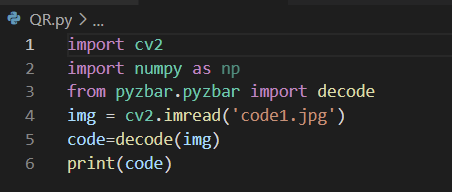 QR.py > ...
1 import cv2
2 import numpy as np
3 from pyzbar.pyzbar import decode
4 img = cv2.imread('code1.jpg')
5 code=decode(img)
6 print(code)